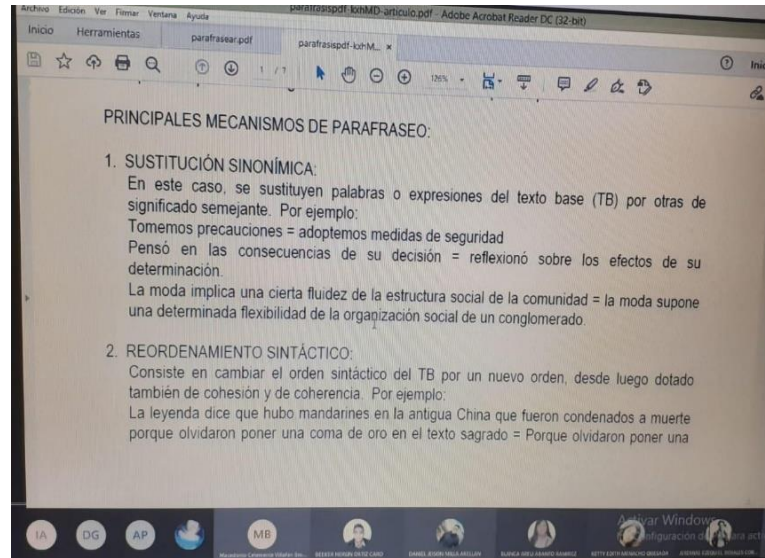 Archivo Edición Ver Firmar Ventana Ayuda
parafrasispdf-kxhMD-articulo.pdf - Adobe Acrobat Reader DC (32-bit)
Inicio Herramientas parafrasear.pdf parafrasispdf-kxhM... ×
1 / 7 126%
PRINCIPALES MECANISMOS DE PARAFRASEO:
1. SUSTITUCIÓN SINONÍMICA:
En este caso, se sustituyen palabras o expresiones del texto base (TB) por otras de
significado semejante. Por ejemplo:
Tomemos precauciones = adoptemos medidas de seguridad
Pensó en las consecuencias de su decisión = reflexionó sobre los efectos de su
determinación.
La moda implica una cierta fluidez de la estructura social de la comunidad = la moda supone
una determinada flexibilidad de la organización social de un conglomerado.
2. REORDENAMIENTO SINTÁCTICO:
Consiste en cambiar el orden sintáctico del TB por un nuevo orden, desde luego dotado
también de cohesión y de coherencia. Por ejemplo:
La leyenda dice que hubo mandarines en la antigua China que fueron condenados a muerte
porque olvidaron poner una coma de oro en el texto sagrado = Porque olvidaron poner una
Activar Windows
IA DG AP MB